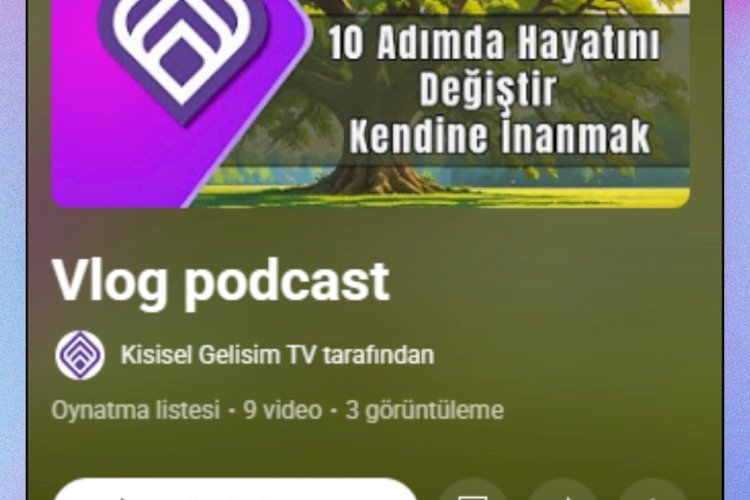 10 Adımda Hayatını
Değiştir
Kendine İnanmak
Vlog podcast
Kisisel Gelisim TV tarafından
Oynatma listesi • 9 video • 3 görüntüleme